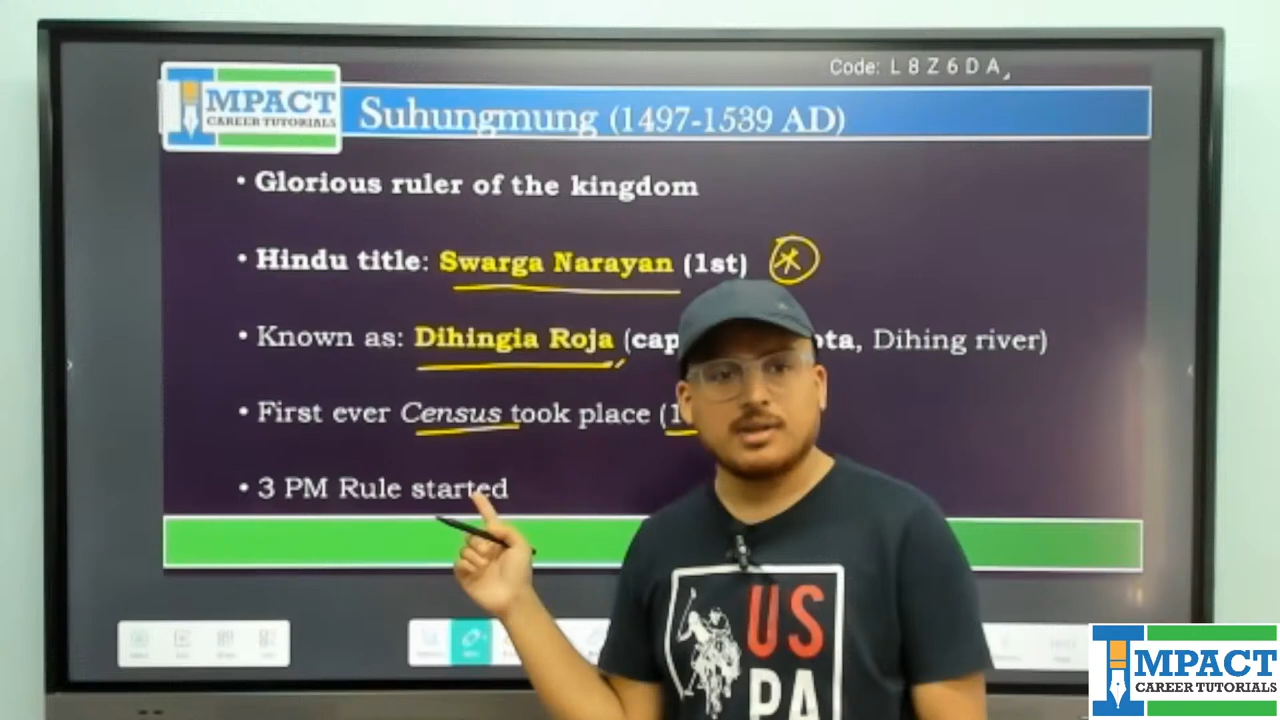 Code: L 8 Z 6 D A
IMPACT
CAREER TUTORIALS
Suhungmung (1497-1539 AD)
• Glorious ruler of the kingdom
• Hindu title: Swarga Narayan (1st)
• Known as: Dihingia Roja (cap ota, Dihing river)
• First ever Census took place (1
• 3 PM Rule started
US
PA
IMPACT
CAREER TUTORIALS